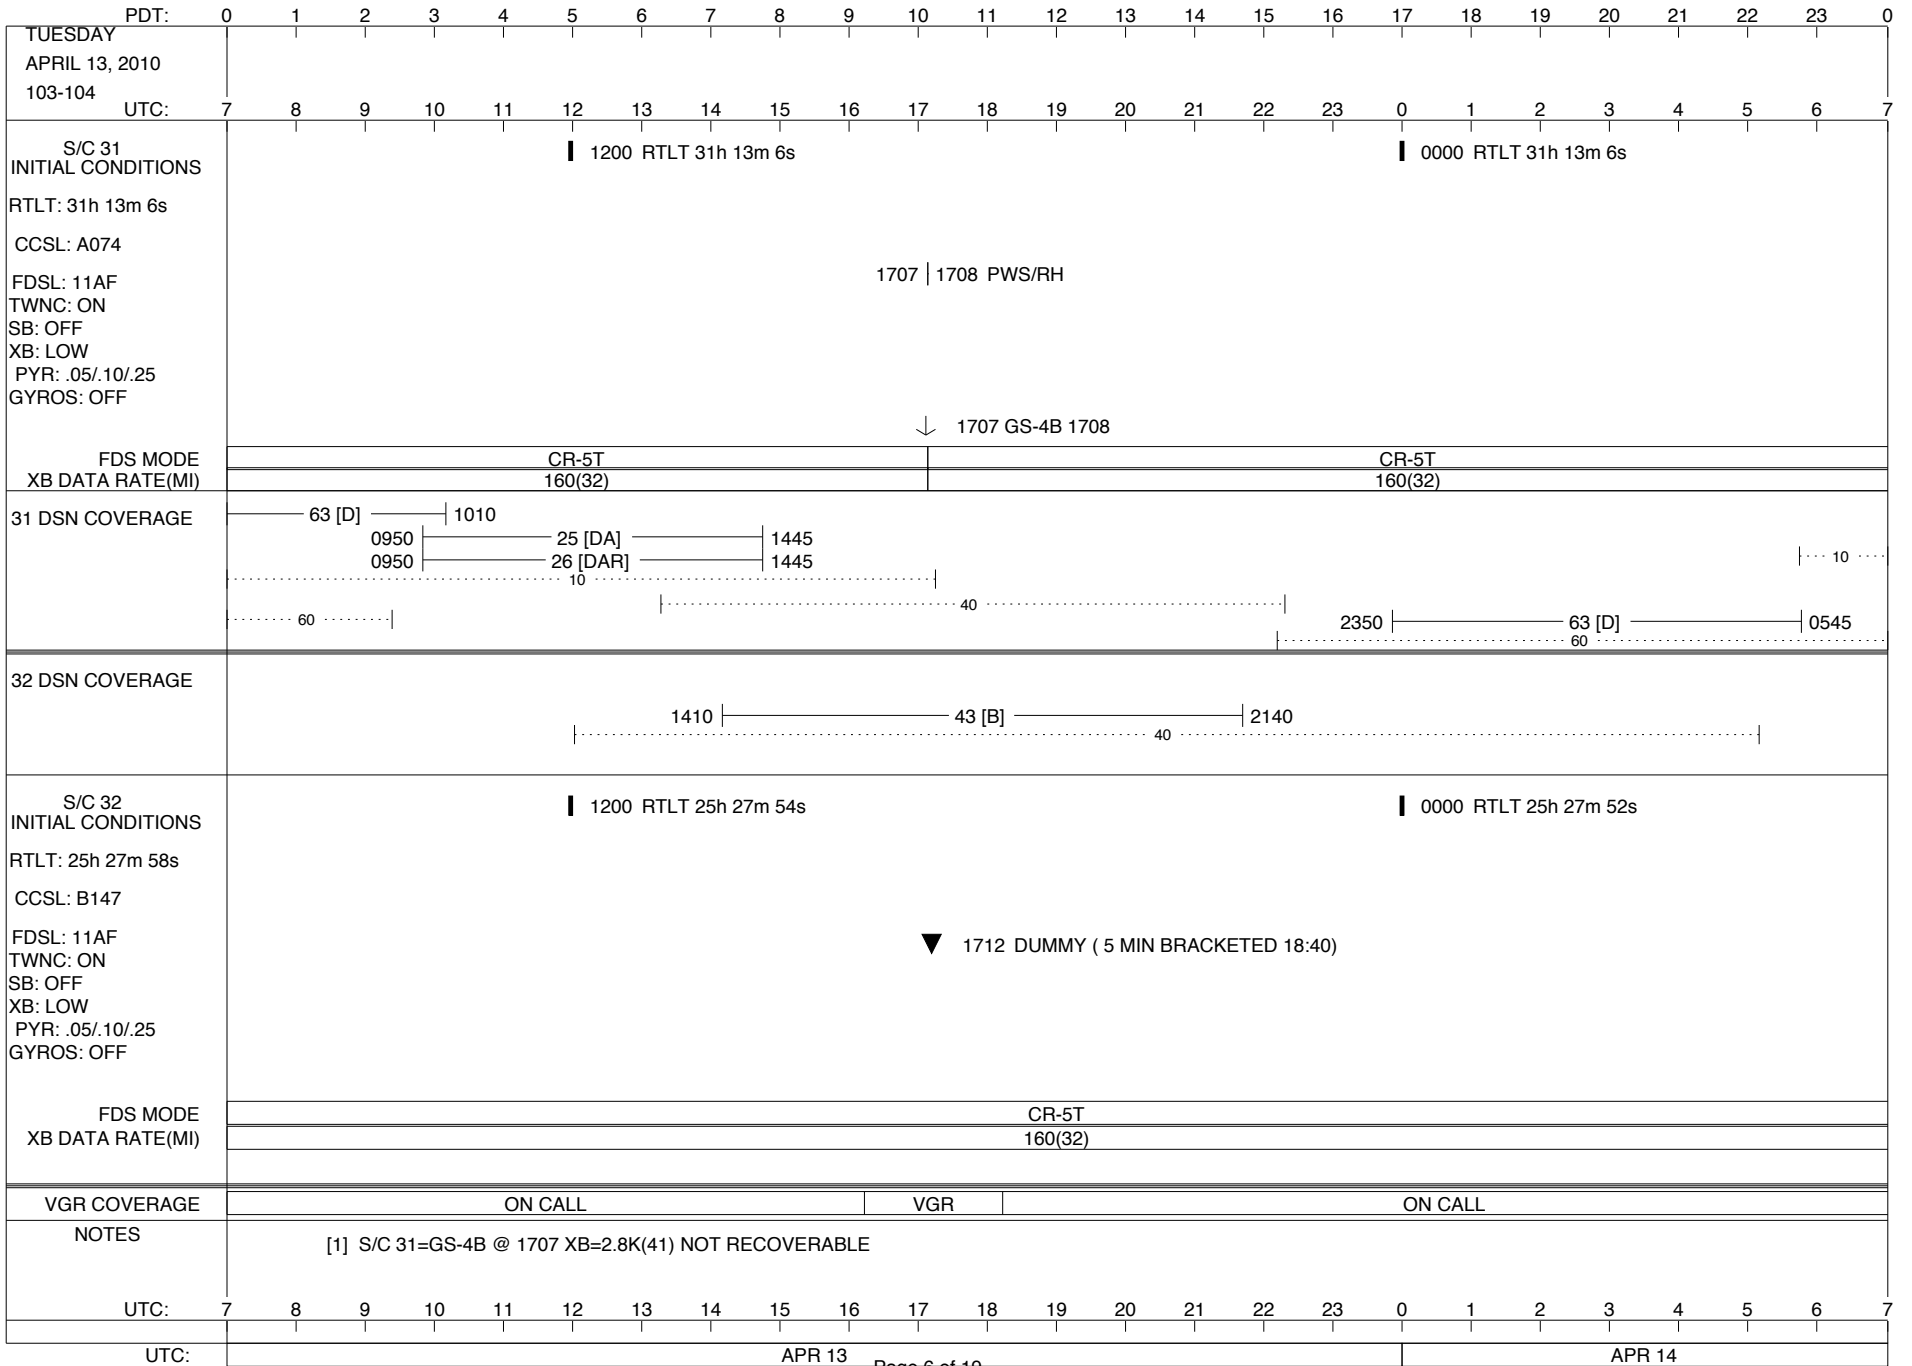 PDT: 0 1 2 3 4 5 6 7 8 9 10 11 12 13 14 15 16 17 18 19 20 21 22 23 0
TUESDAY
APRIL 13, 2010
103-104
UTC: 7 8 9 10 11 12 13 14 15 16 17 18 19 20 21 22 23 0 1 2 3 4 5 6 7
S/C 31
INITIAL CONDITIONS
1200 RTLT 31h 13m 6s
0000 RTLT 31h 13m 6s
RTLT: 31h 13m 6s
CCSL: A074
FDSL: 11AF
1707 1708 PWS/RH
TWNC: ON
SB: OFF
XB: LOW
PYR: .05/.10/.25
GYROS: OFF
1707 GS-4B 1708
FDS MODE CR-5T CR-5T
XB DATA RATE(MI) 160(32) 160(32)
31 DSN COVERAGE
63 [D] 1010
0950 25 [DA] 1445
0950 26 [DAR] 1445
10
10
40
60
2350 63 [D] 0545
60
32 DSN COVERAGE
1410 43 [B] 2140
40
S/C 32
INITIAL CONDITIONS
1200 RTLT 25h 27m 54s
0000 RTLT 25h 27m 52s
RTLT: 25h 27m 58s
CCSL: B147
FDSL: 11AF
1712 DUMMY ( 5 MIN BRACKETED 18:40)
TWNC: ON
SB: OFF
XB: LOW
PYR: .05/.10/.25
GYROS: OFF
FDS MODE CR-5T
XB DATA RATE(MI) 160(32)
VGR COVERAGE ON CALL VGR ON CALL
NOTES
[1] S/C 31=GS-4B @ 1707 XB=2.8K(41) NOT RECOVERABLE
UTC: 7 8 9 10 11 12 13 14 15 16 17 18 19 20 21 22 23 0 1 2 3 4 5 6 7
UTC: APR 13 APR 14
Page 6 of 19